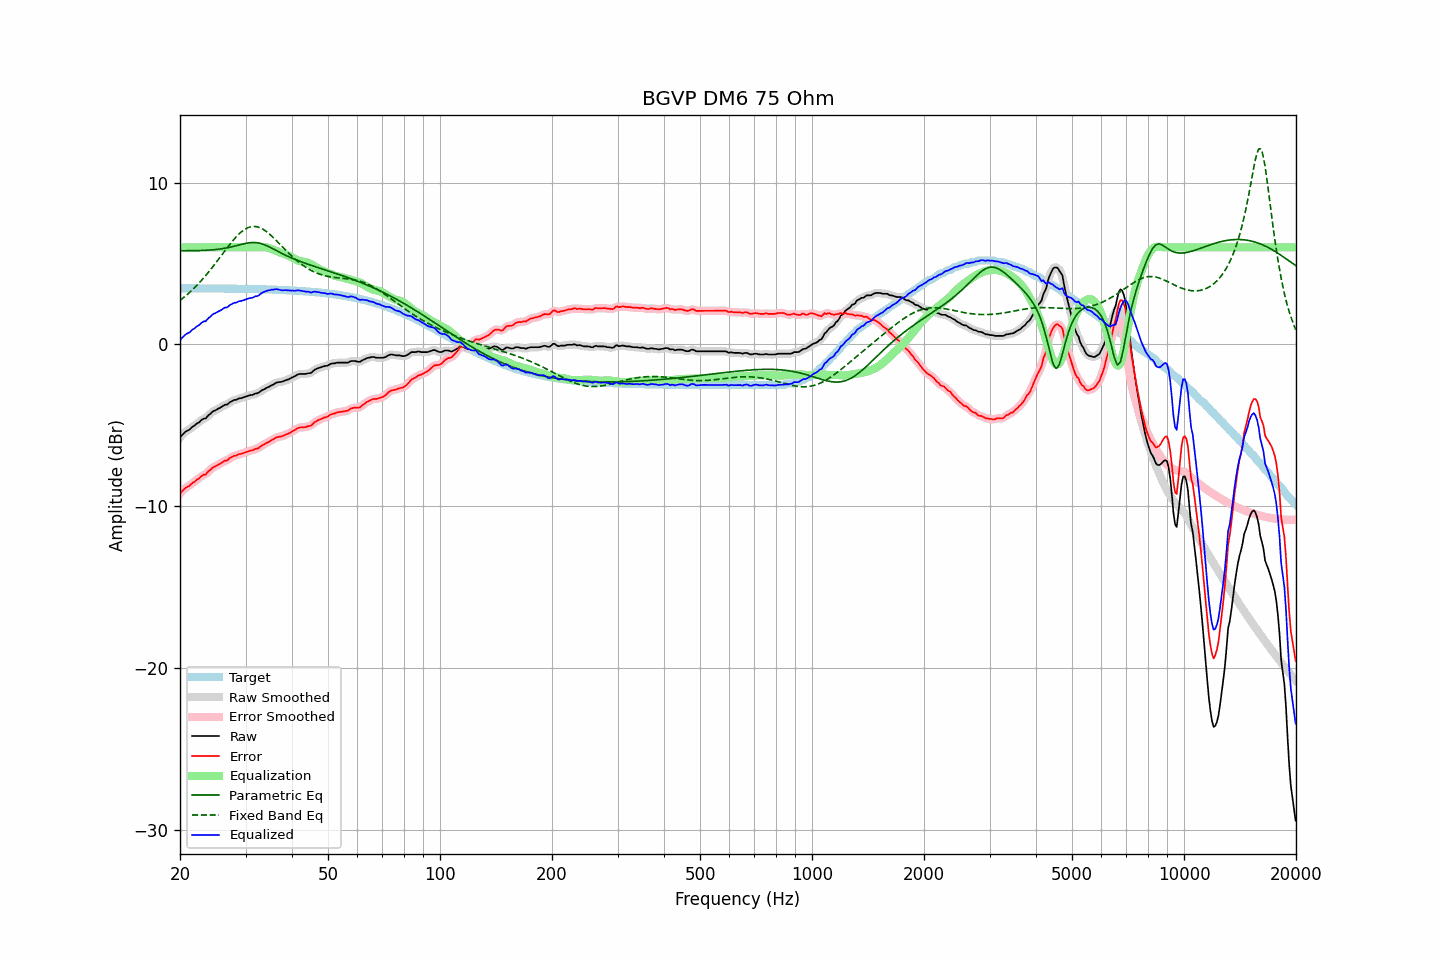 BGVP DM6 75 Ohm
Amplitude (dBr)
10
0
−10
−20
−30
Target
Raw Smoothed
Error Smoothed
Raw
Error
Equalization
Parametric Eq
Fixed Band Eq
Equalized
20 50 100 200 500 1000 2000 5000 10000 20000
Frequency (Hz)